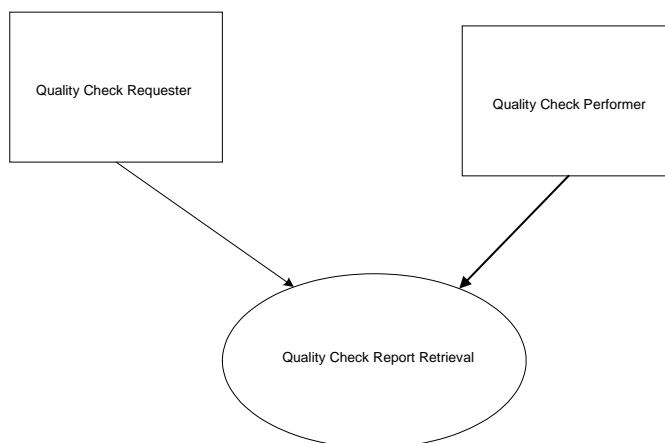 Quality Check Requester
Quality Check Performer
Quality Check Report Retrieval